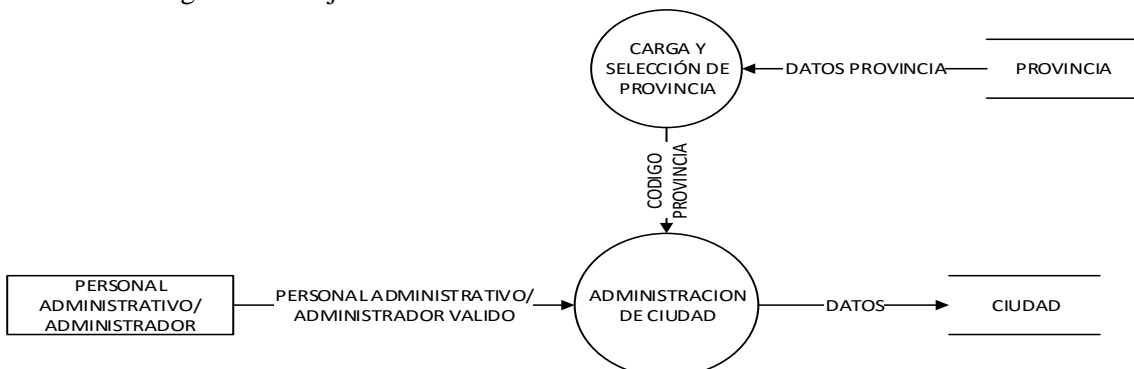 CARGA Y
SELECCIÓN DE
PROVINCIA
DATOS PROVINCIA
PROVINCIA
CODIGO
PROVINCIA
PERSONAL
ADMINISTRATIVO/
ADMINISTRADOR
PERSONAL ADMINISTRATIVO/
ADMINISTRADOR VALIDO
ADMINISTRACION
DE CIUDAD
DATOS
CIUDAD